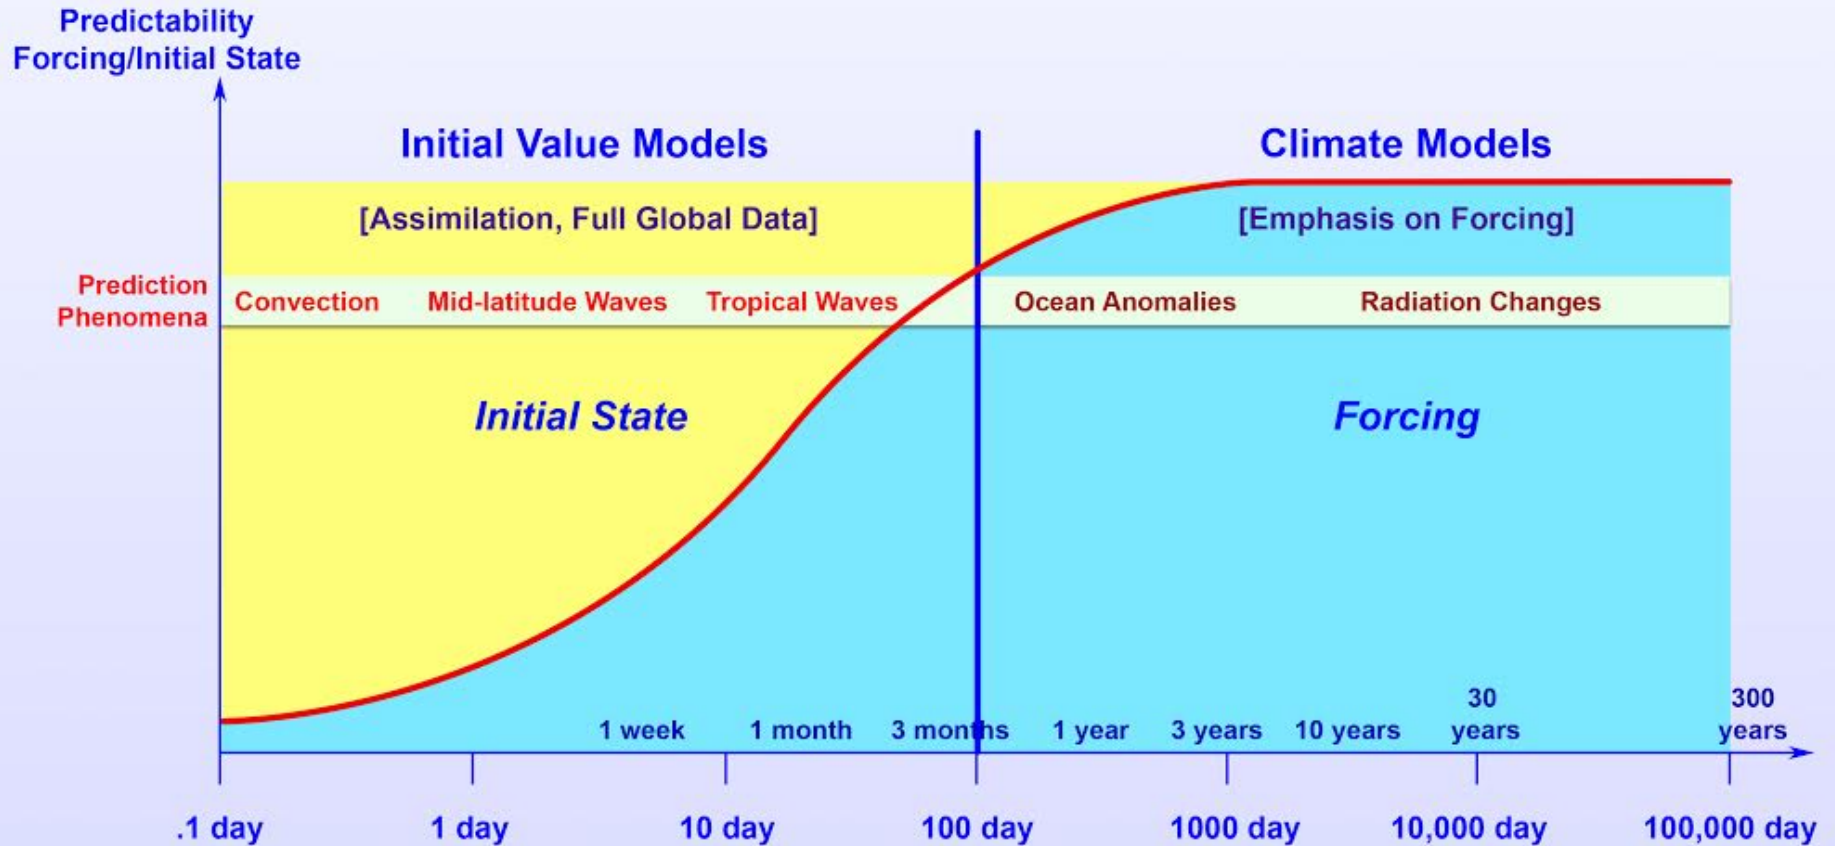 Predictability
Forcing/Initial State
Initial Value Models
Climate Models
[Assimilation, Full Global Data]
[Emphasis on Forcing]
Prediction
Phenomena
Convection
Mid-latitude Waves
Tropical Waves
Ocean Anomalies
Radiation Changes
Initial State
Forcing
1 week
1 month
3 months
1 year
3 years
10 years
30
years
300
years
.1 day
1 day
10 day
100 day
1000 day
10,000 day
100,000 day